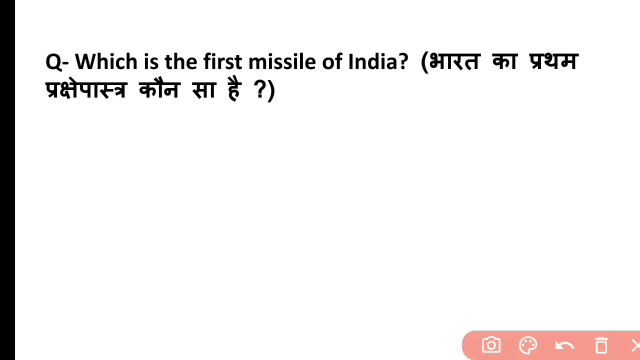 Q- Which is the first missile of India? (भारत का प्रथम
प्रक्षेपास्त्र कौन सा है ?)